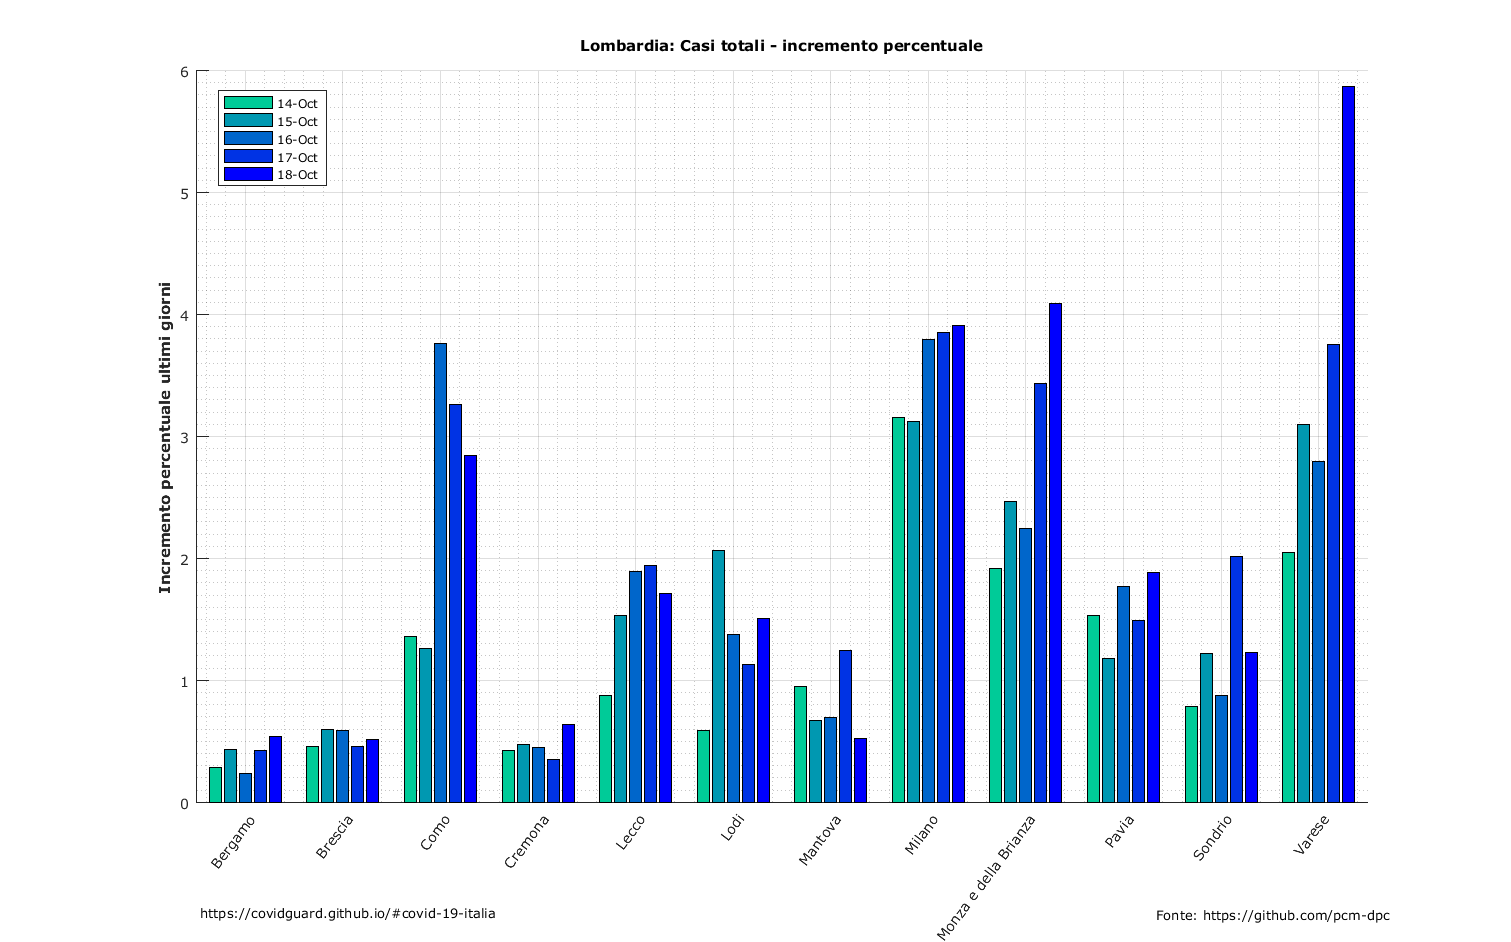 Lombardia: Casi totali - incremento percentuale
Incremento percentuale ultimi giorni
6
5
4
3
2
1
0
14-Oct
15-Oct
16-Oct
17-Oct
18-Oct
Bergamo
Brescia
Como
Cremona
Lecco
Lodi
Mantova
Milano
Monza e della Brianza
Pavia
Sondrio
Varese
https://covidguard.github.io/#covid-19-italia
Fonte: https://github.com/pcm-dpc